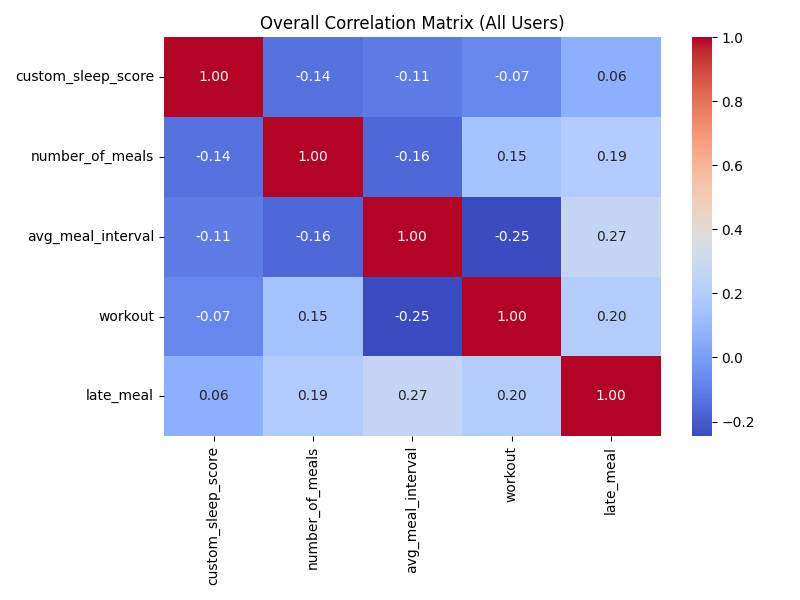 Overall Correlation Matrix (All Users)
custom_sleep_score 1.00 -0.14 -0.11 -0.07 0.06
number_of_meals -0.14 1.00 -0.16 0.15 0.19
avg_meal_interval -0.11 -0.16 1.00 -0.25 0.27
workout -0.07 0.15 -0.25 1.00 0.20
late_meal 0.06 0.19 0.27 0.20 1.00
custom_sleep_score
number_of_meals
avg_meal_interval
workout
late_meal
1.0
0.8
0.6
0.4
0.2
0.0
−0.2